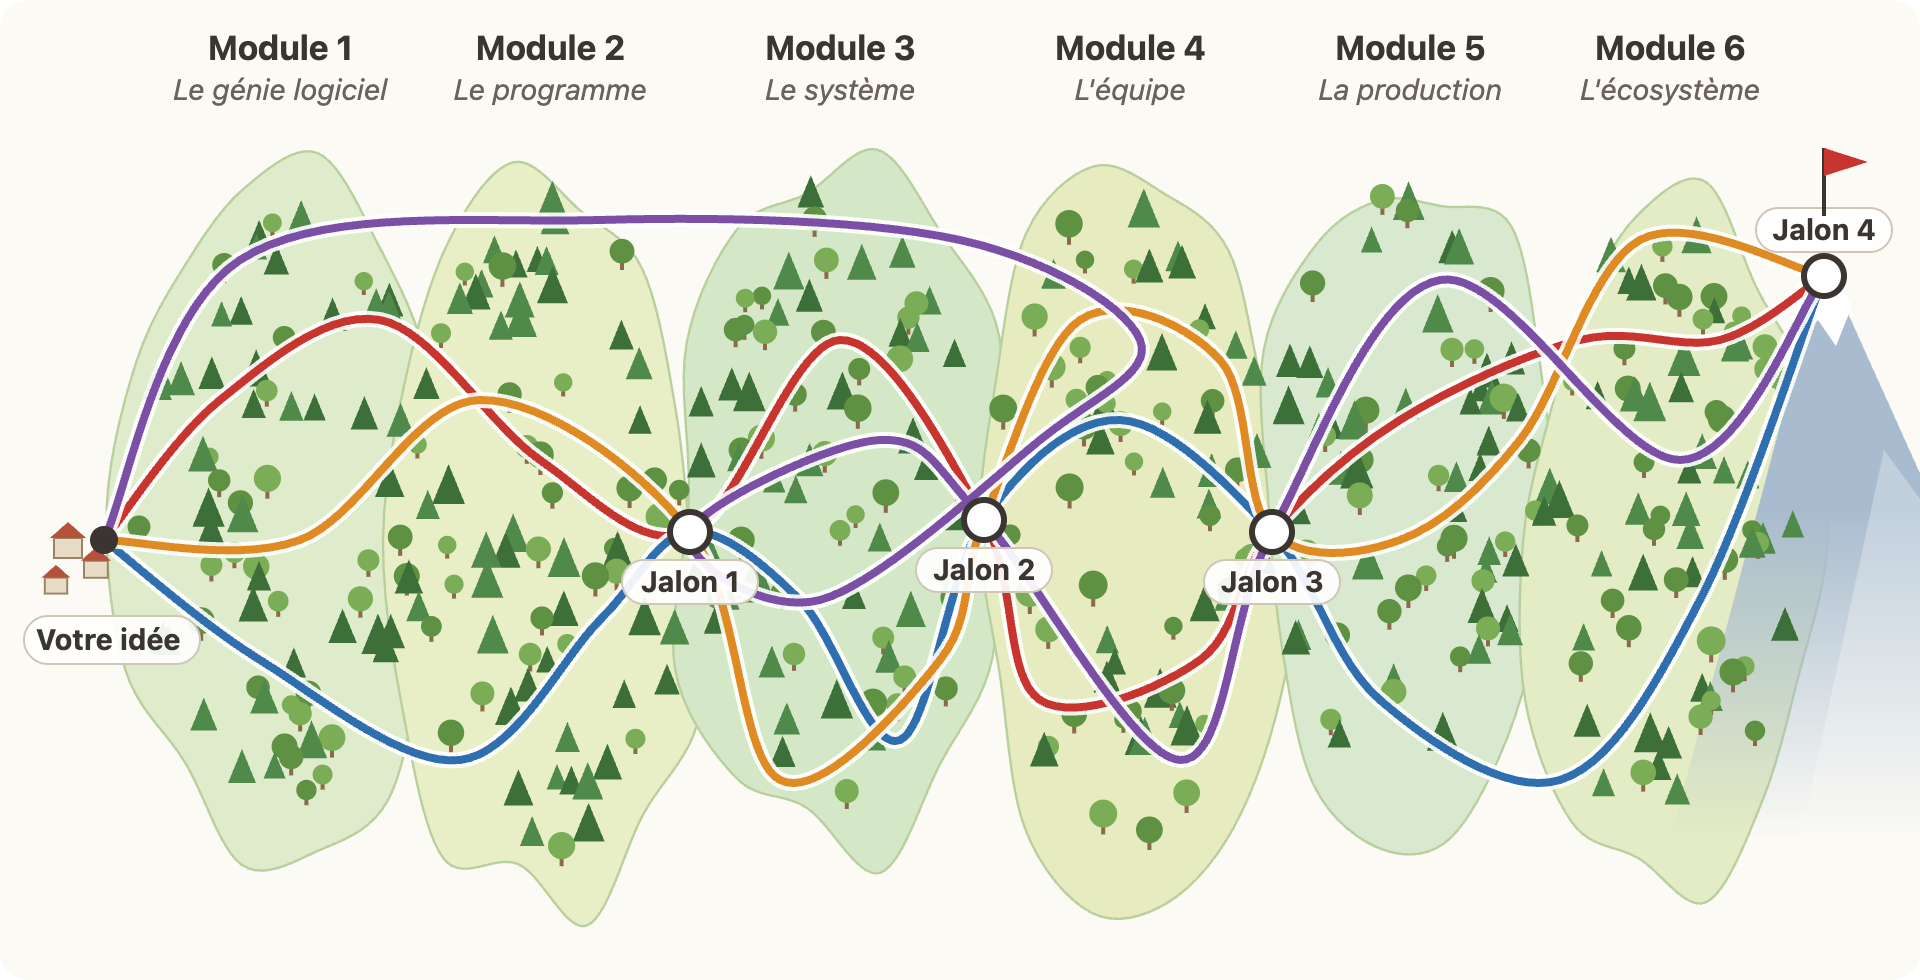 Module 1
Le génie logiciel
Module 2
Le programme
Module 3
Le système
Module 4
L'équipe
Module 5
La production
Module 6
L'écosystème
Jalon 4
Jalon 1
Jalon 2
Jalon 3
Votre idée